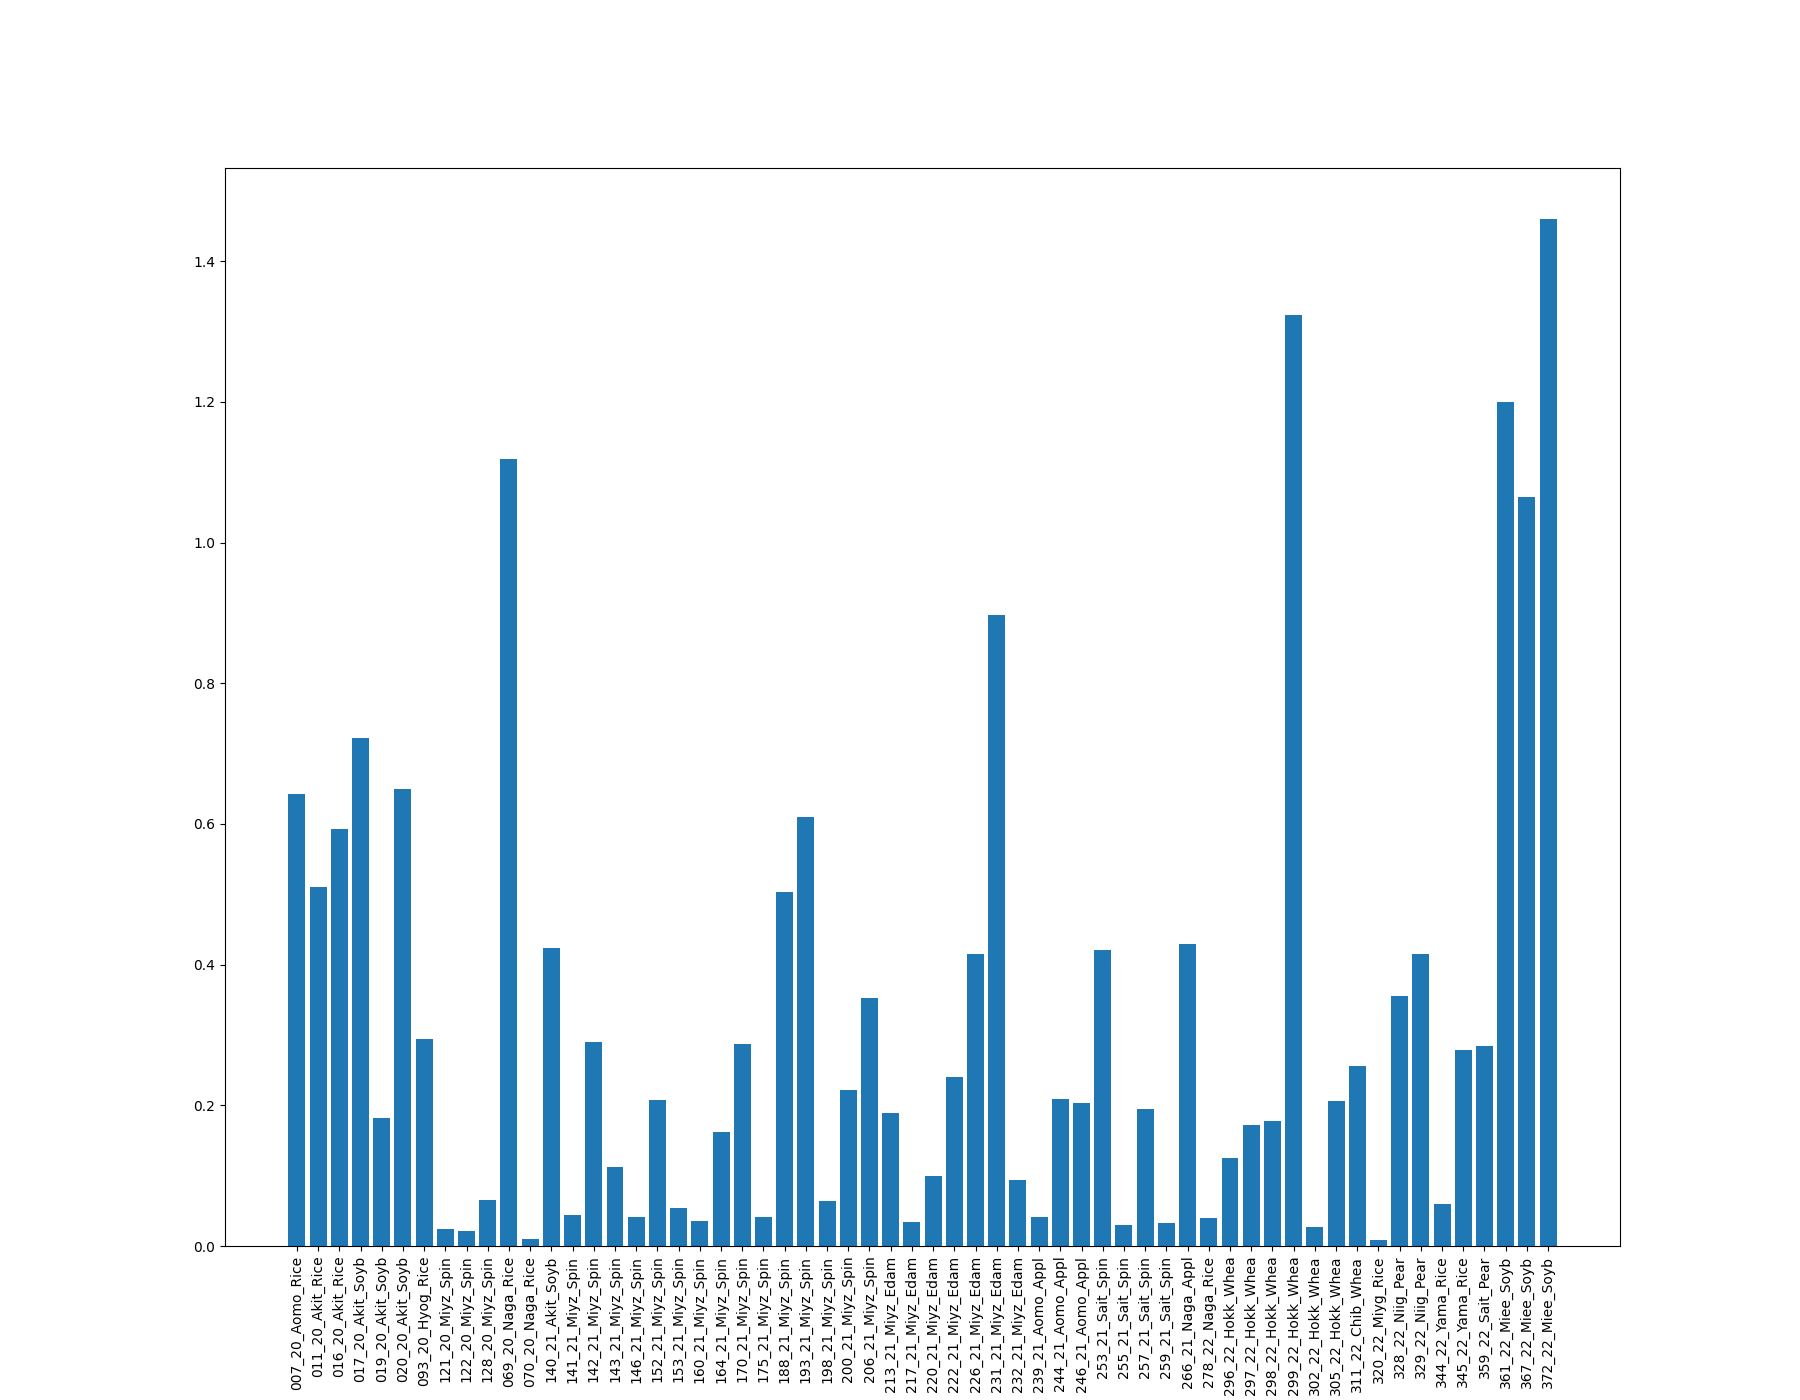 1.4
1.2
1.0
0.8
0.6
0.4
0.2
0.0
007_20_Aomo_Rice
011_20_Akit_Rice
016_20_Akit_Rice
017_20_Akit_Soyb
019_20_Akit_Soyb
020_20_Akit_Soyb
093_20_Hyog_Rice
121_20_Miyz_Spin
122_20_Miyz_Spin
128_20_Miyz_Spin
069_20_Naga_Rice
070_20_Naga_Rice
140_21_Akit_Soyb
141_21_Miyz_Spin
142_21_Miyz_Spin
143_21_Miyz_Spin
146_21_Miyz_Spin
152_21_Miyz_Spin
153_21_Miyz_Spin
160_21_Miyz_Spin
164_21_Miyz_Spin
170_21_Miyz_Spin
175_21_Miyz_Spin
188_21_Miyz_Spin
193_21_Miyz_Spin
198_21_Miyz_Spin
200_21_Miyz_Spin
206_21_Miyz_Spin
213_21_Miyz_Edam
217_21_Miyz_Edam
220_21_Miyz_Edam
222_21_Miyz_Edam
226_21_Miyz_Edam
231_21_Miyz_Edam
232_21_Miyz_Edam
239_21_Aomo_Appl
244_21_Aomo_Appl
246_21_Aomo_Appl
253_21_Sait_Spin
255_21_Sait_Spin
257_21_Sait_Spin
259_21_Sait_Spin
266_21_Naga_Appl
278_22_Naga_Rice
296_22_Hokk_Whea
297_22_Hokk_Whea
298_22_Hokk_Whea
299_22_Hokk_Whea
302_22_Hokk_Whea
305_22_Hokk_Whea
311_22_Chib_Whea
320_22_Miyg_Rice
328_22_Niig_Pear
329_22_Niig_Pear
344_22_Yama_Rice
345_22_Yama_Rice
359_22_Sait_Pear
361_22_Miee_Soyb
367_22_Miee_Soyb
372_22_Miee_Soyb